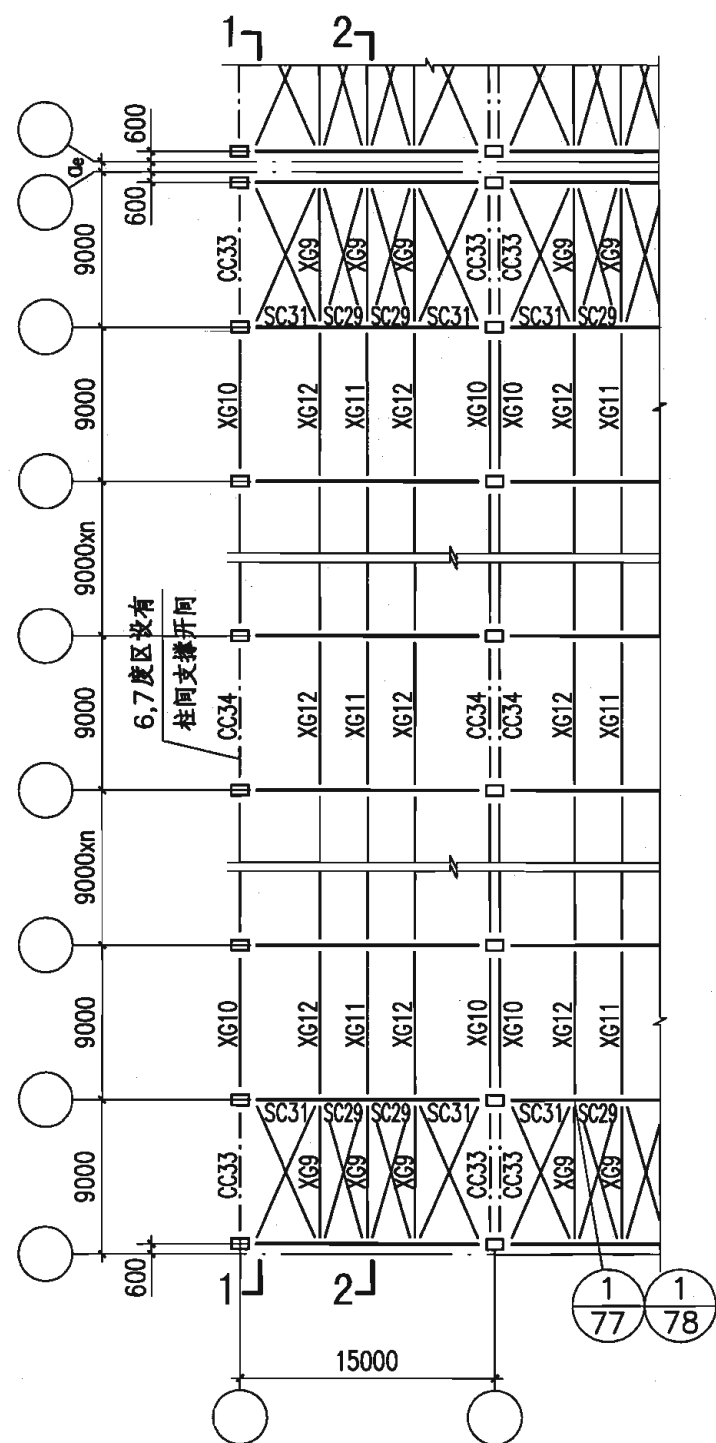 1 2
600
ae
600
9000
CC33 XG9 XG9 XG9 CC33 CC33 XG9 XG9
SC31 SC29 SC29 SC31 SC31 SC29
9000
XG10 XG12 XG11 XG12 XG10 XG10 XG12 XG11
9000xn
6,7度区设有
柱间支撑开间
9000
CC34 XG12 XG11 XG12 CC34 CC34 XG12 XG11
9000xn
9000
XG10 XG12 XG11 XG12 XG10 XG10 XG12 XG11
SC31 SC29 SC29 SC31 SC31 SC29
9000
CC33 XG9 XG9 XG9 CC33 CC33 XG9 XG9
600
1 2
1 1
77 78
15000